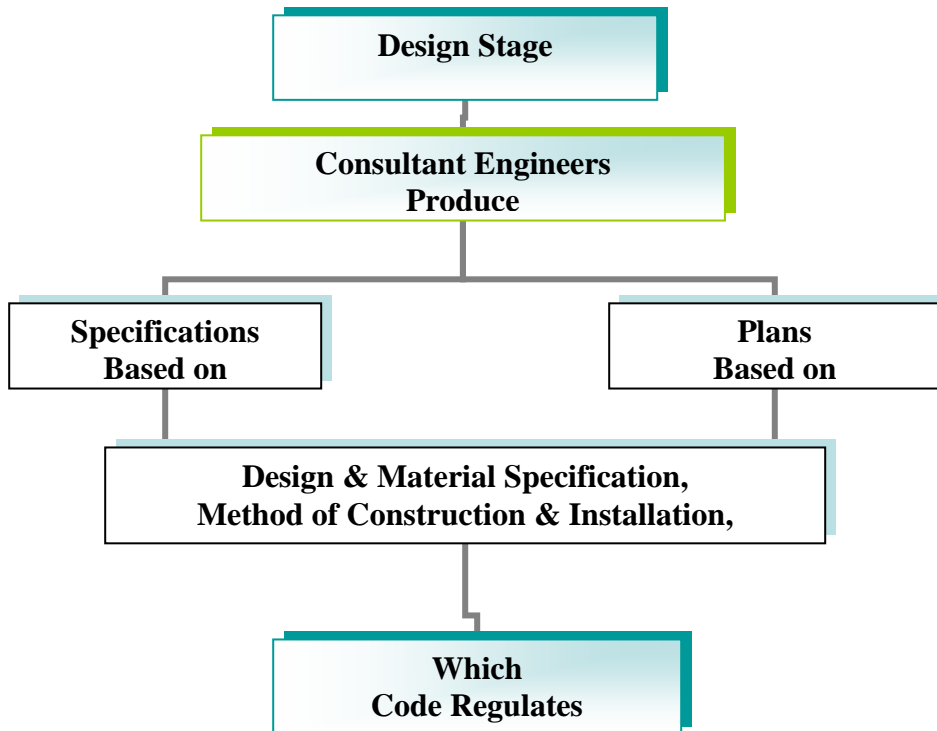 Design Stage
Consultant Engineers
Produce
Specifications
Based on
Plans
Based on
Design & Material Specification,
Method of Construction & Installation,
Which
Code Regulates